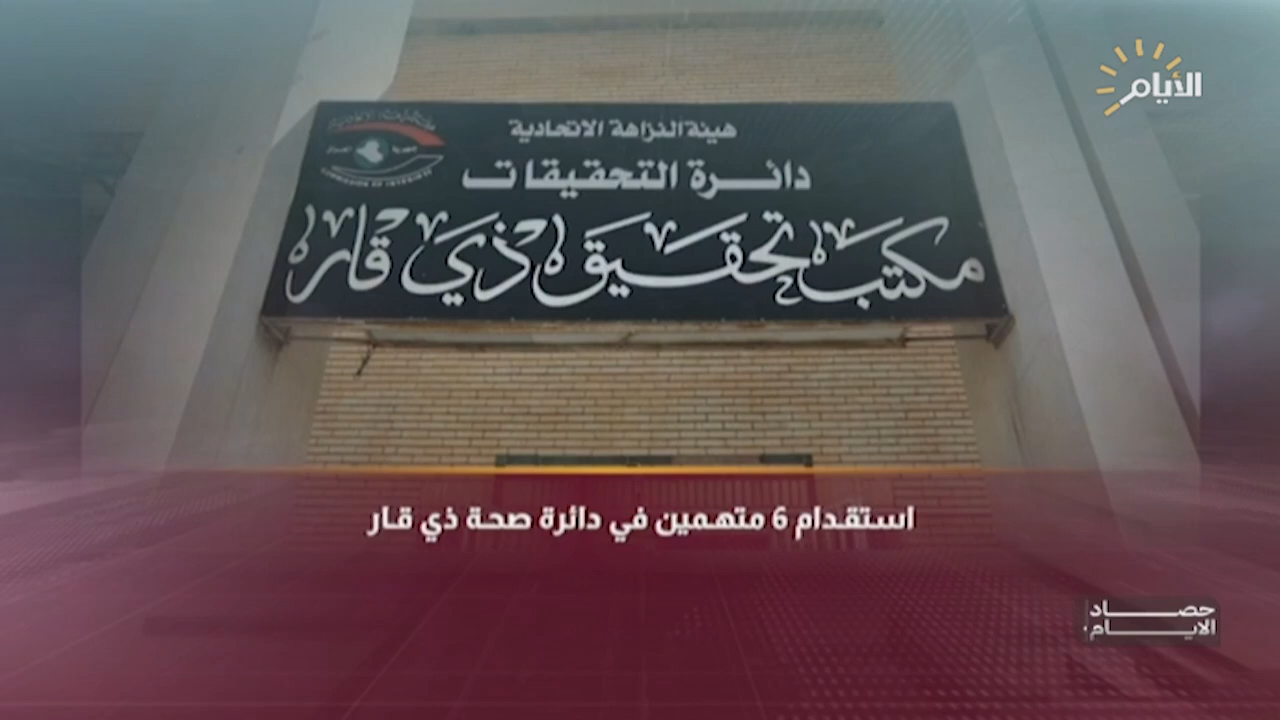 الأيام
هيئة النزاهة الاتحادية
دائرة التحقيقات
مكتب تحقيق ذي قار
استقدام 6 متهمين في دائرة صحة ذي قار
حصاد
الايام